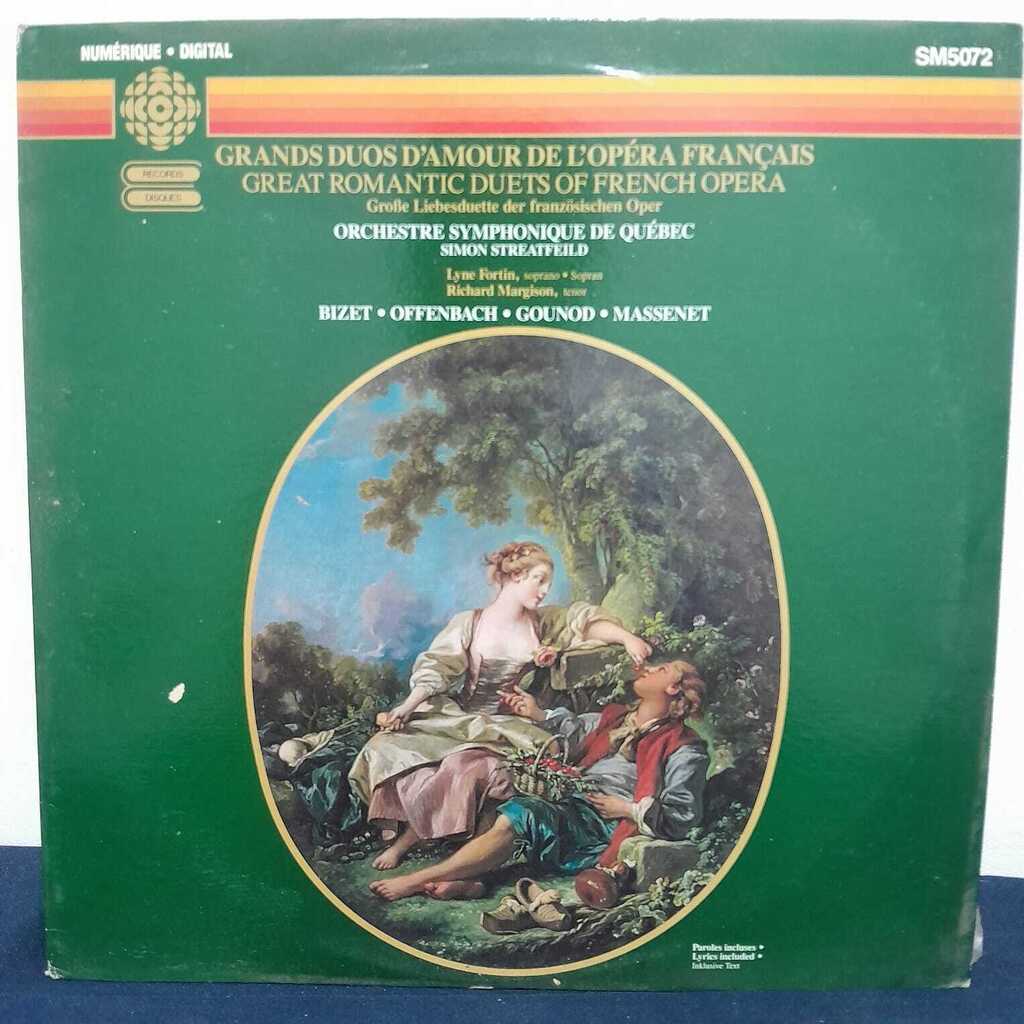 NUMÉRIQUE • DIGITAL
SM5072
RECORDS
DISQUES
GRANDS DUOS D'AMOUR DE L'OPÉRA FRANÇAIS
GREAT ROMANTIC DUETS OF FRENCH OPERA
Große Liebesduette der französischen Oper
ORCHESTRE SYMPHONIQUE DE QUÉBEC
SIMON STREATFEILD
Lyne Fortin, soprano • Sopran
Richard Margison, tenor
BIZET • OFFENBACH • GOUNOD • MASSENET
Paroles incluses •
Lyrics included •
Inklusive Text